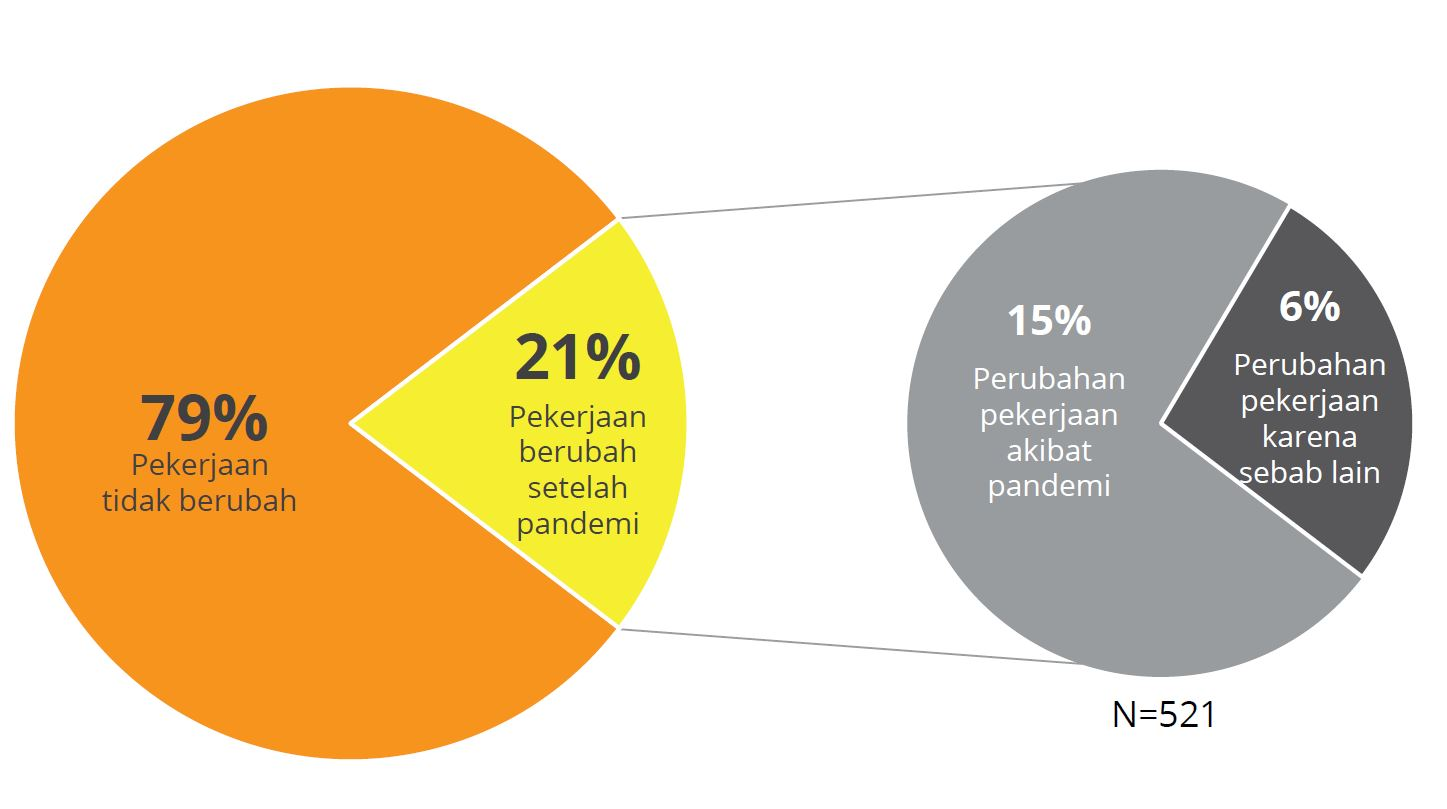 79%
Pekerjaan
tidak berubah
21%
Pekerjaan
berubah
setelah
pandemi
15%
Perubahan
pekerjaan
akibat
pandemi
6%
Perubahan
pekerjaan
karena
sebab lain
N=521